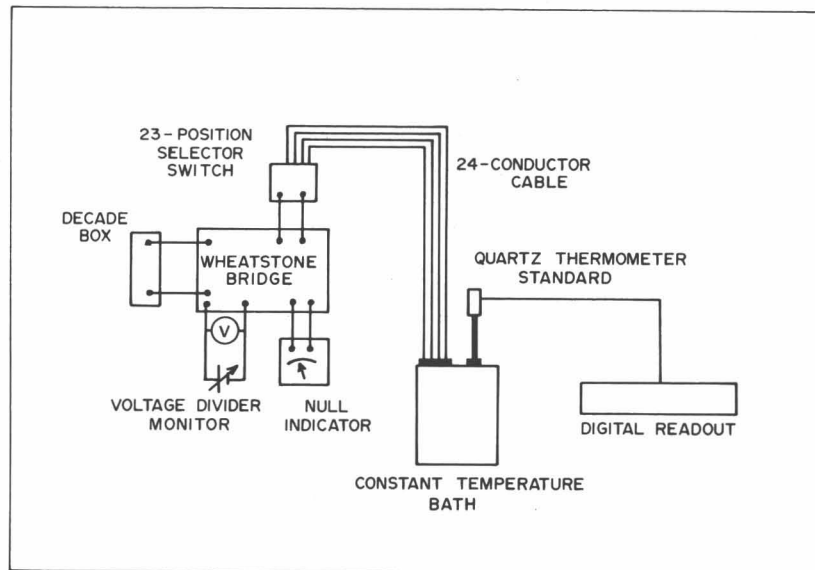 23-POSITION
SELECTOR
SWITCH
24-CONDUCTOR
CABLE
DECADE
BOX
WHEATSTONE
BRIDGE
QUARTZ THERMOMETER
STANDARD
V
VOLTAGE DIVIDER
MONITOR
NULL
INDICATOR
DIGITAL READOUT
CONSTANT TEMPERATURE
BATH